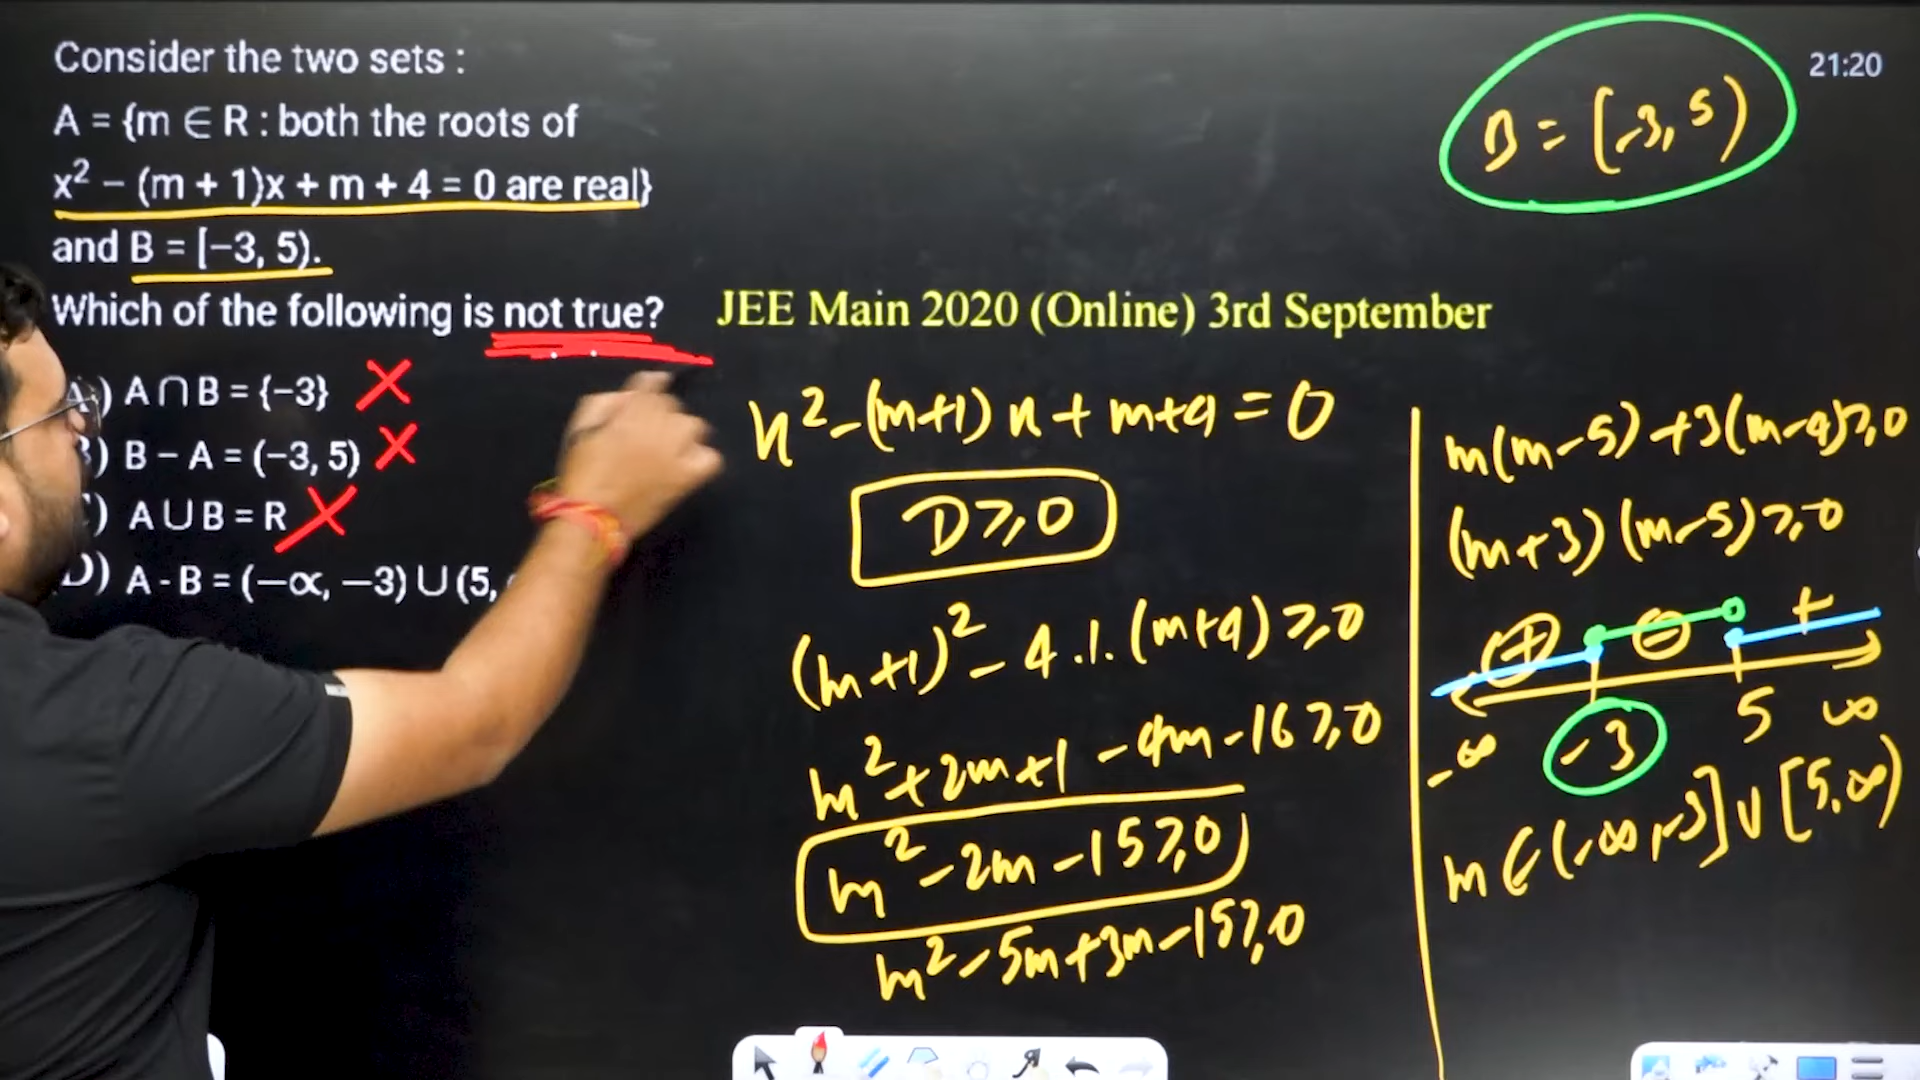 Consider the two sets :
A = {m ∈ R : both the roots of
x² − (m + 1)x + m + 4 = 0 are real}
and B = [−3, 5).
Which of the following is not true?
) A ∩ B = {−3}
) B − A = (−3, 5)
) A ∪ B = R
D) A - B = (−∝, −3) ∪ (5,
21:20
B = [-3, 5)
JEE Main 2020 (Online) 3rd September
x² - (m+1) x + m+4 = 0
D ≥ 0
(m+1)² - 4 . 1. (m+4) ≥ 0
m² + 2m + 1 - 4m - 16 ≥ 0
m² - 2m - 15 ≥ 0
m² - 5m + 3m - 15 ≥ 0
m(m-5) + 3(m-5) ≥ 0
(m+3) (m-5) ≥ 0
+ - +
-∞ -3 5 ∞
m ∈ (-∞, -3] ∪ [5, ∞)